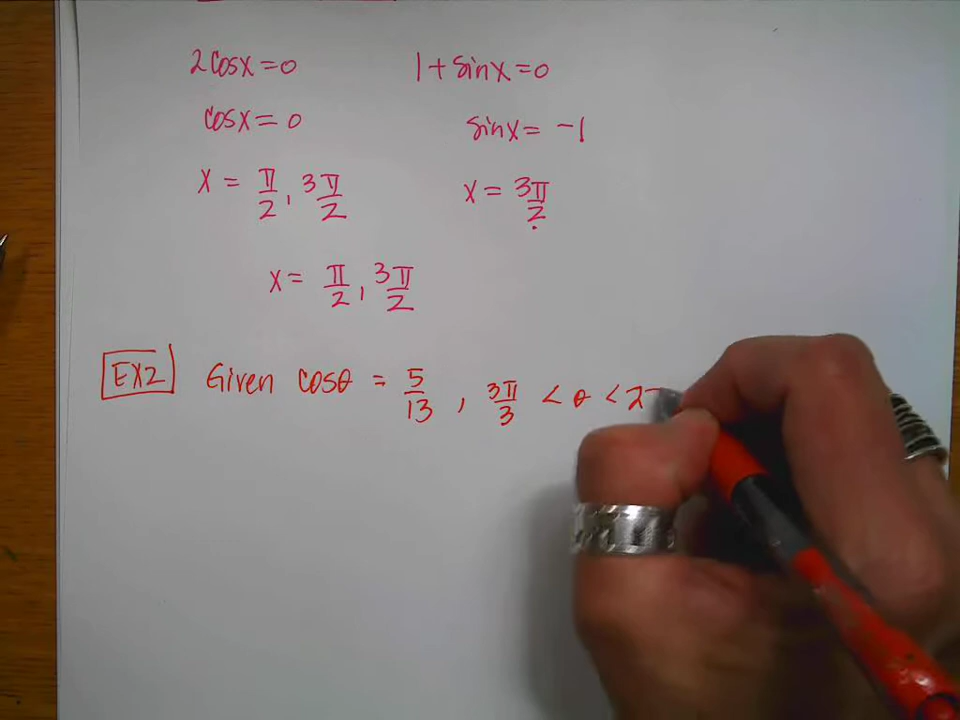 2cosx=0 1+sinx=0
cosx=0 sinx=-1
x = π/2, 3π/2 x = 3π/2
x = π/2, 3π/2
EX2 Given cosθ = 5/13, 3π/3 < θ < 2